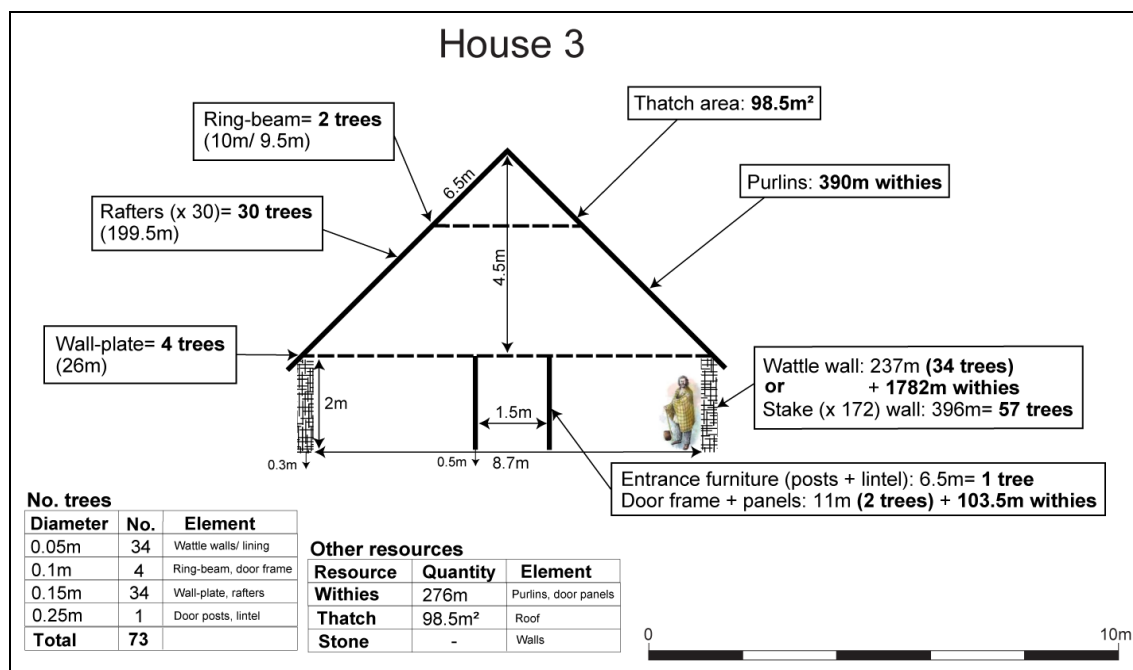 House 3
Ring-beam= 2 trees
(10m/ 9.5m)
Thatch area: 98.5m²
6.5m
Purlins: 390m withies
Rafters (x 30)= 30 trees
(199.5m)
4.5m
Wall-plate= 4 trees
(26m)
Wattle wall: 237m (34 trees)
or + 1782m withies
Stake (x 172) wall: 396m= 57 trees
2m
1.5m
0.3m
0.5m
8.7m
Entrance furniture (posts + lintel): 6.5m= 1 tree
Door frame + panels: 11m (2 trees) + 103.5m withies
No. trees
Diameter No. Element
0.05m 34 Wattle walls/ lining
0.1m 4 Ring-beam, door frame
0.15m 34 Wall-plate, rafters
0.25m 1 Door posts, lintel
Total 73
Other resources
Resource Quantity Element
Withies 276m Purlins, door panels
Thatch 98.5m² Roof
Stone - Walls
0 10m